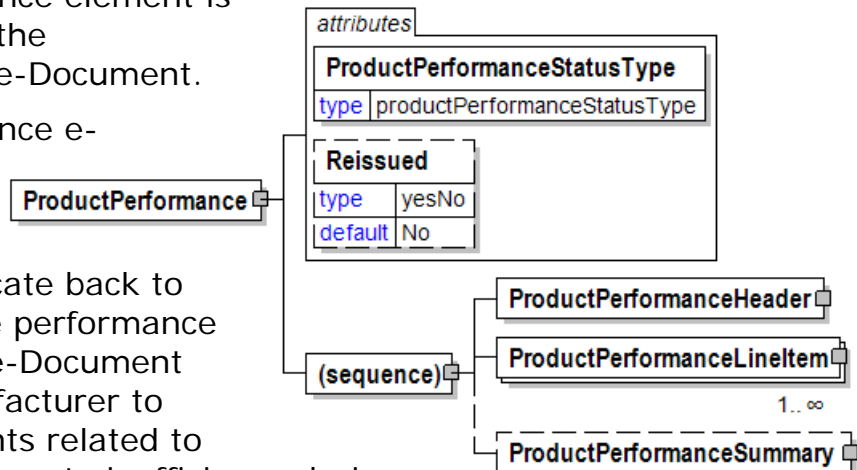 ance element is
the
e-Document.
nce e-
cate back to
e performance
e-Document
facturer to
nts related to
attributes
ProductPerformanceStatusType
type productPerformanceStatusType
Reissued
type yesNo
default No
ProductPerformance
(sequence)
ProductPerformanceHeader
ProductPerformanceLineItem
1.. ∞
ProductPerformanceSummary